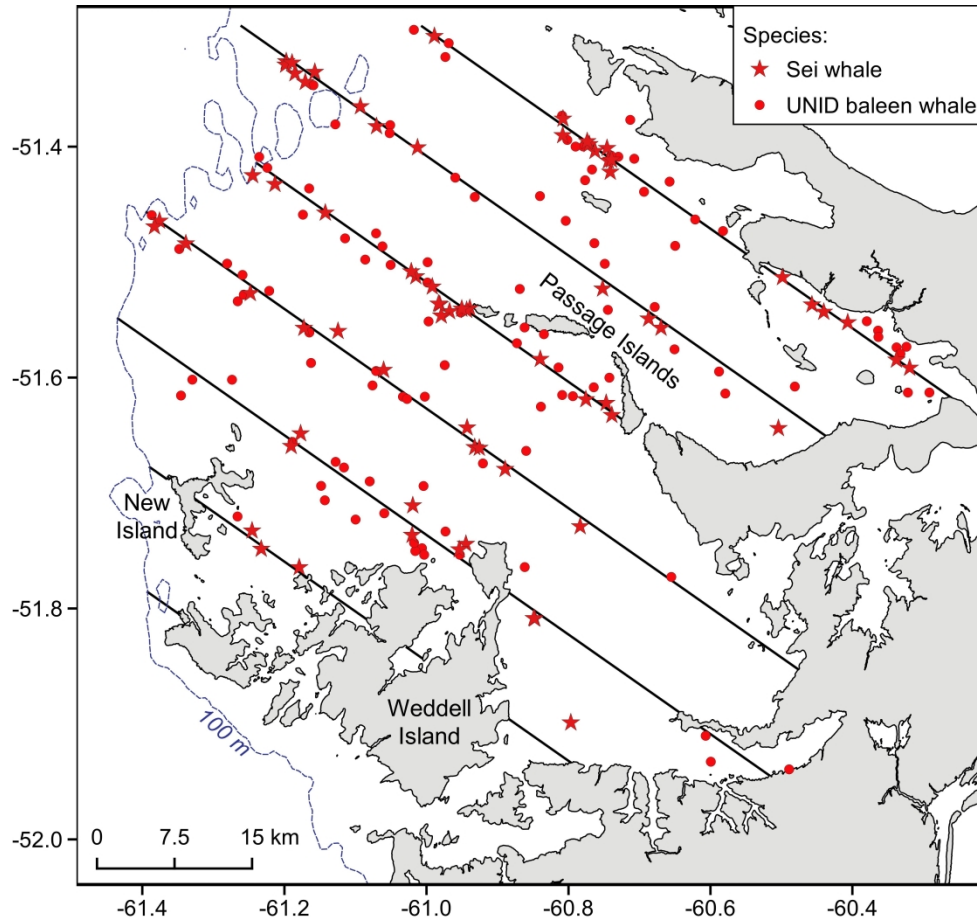 Species:
Sei whale
UNID baleen whale
-51.4
-51.6
-51.8
-52.0
Passage Islands
New
Island
Weddell
Island
100 m
0 7.5 15 km
-61.4 -61.2 -61.0 -60.8 -60.6 -60.4